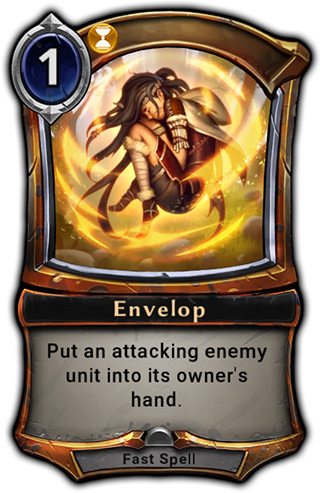 1
Envelop
Put an attacking enemy
unit into its owner's
hand.
Fast Spell